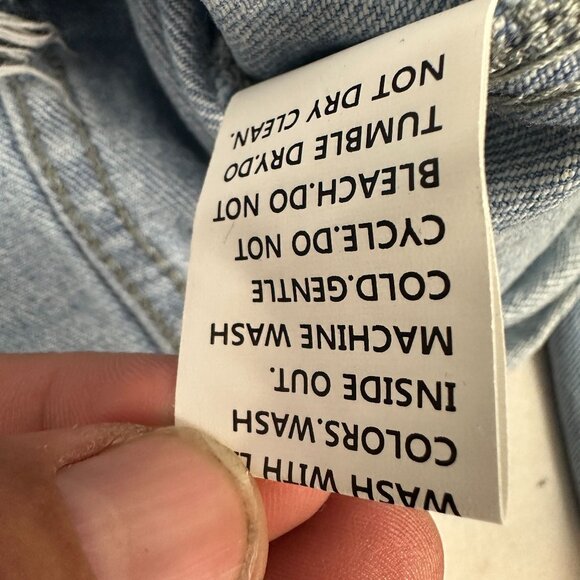 WASH WITH
COLORS.WASH
INSIDE OUT.
MACHINE WASH
COLD.GENTLE
CYCLE.DO NOT
BLEACH.DO NOT
TUMBLE DRY.DO
NOT DRY CLEAN.